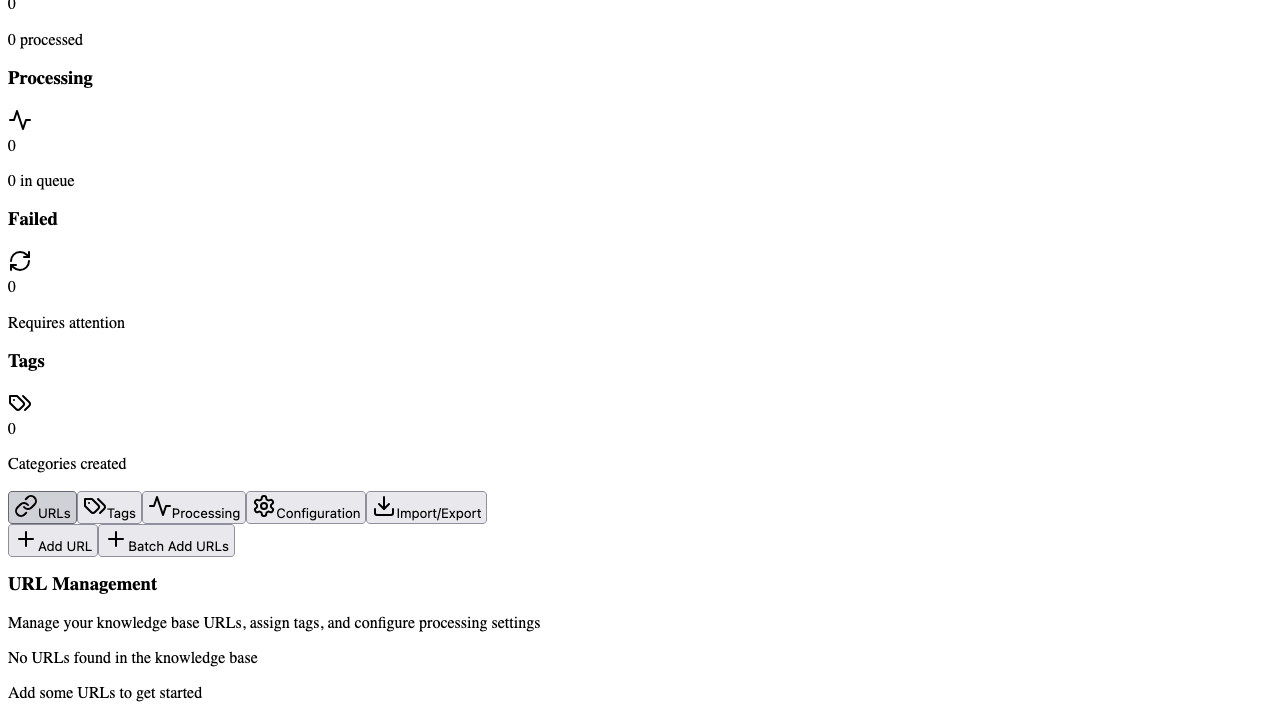 0
0 processed
Processing
0
0 in queue
Failed
0
Requires attention
Tags
0
Categories created
URLs Tags Processing Configuration Import/Export
Add URL Batch Add URLs
URL Management
Manage your knowledge base URLs, assign tags, and configure processing settings
No URLs found in the knowledge base
Add some URLs to get started